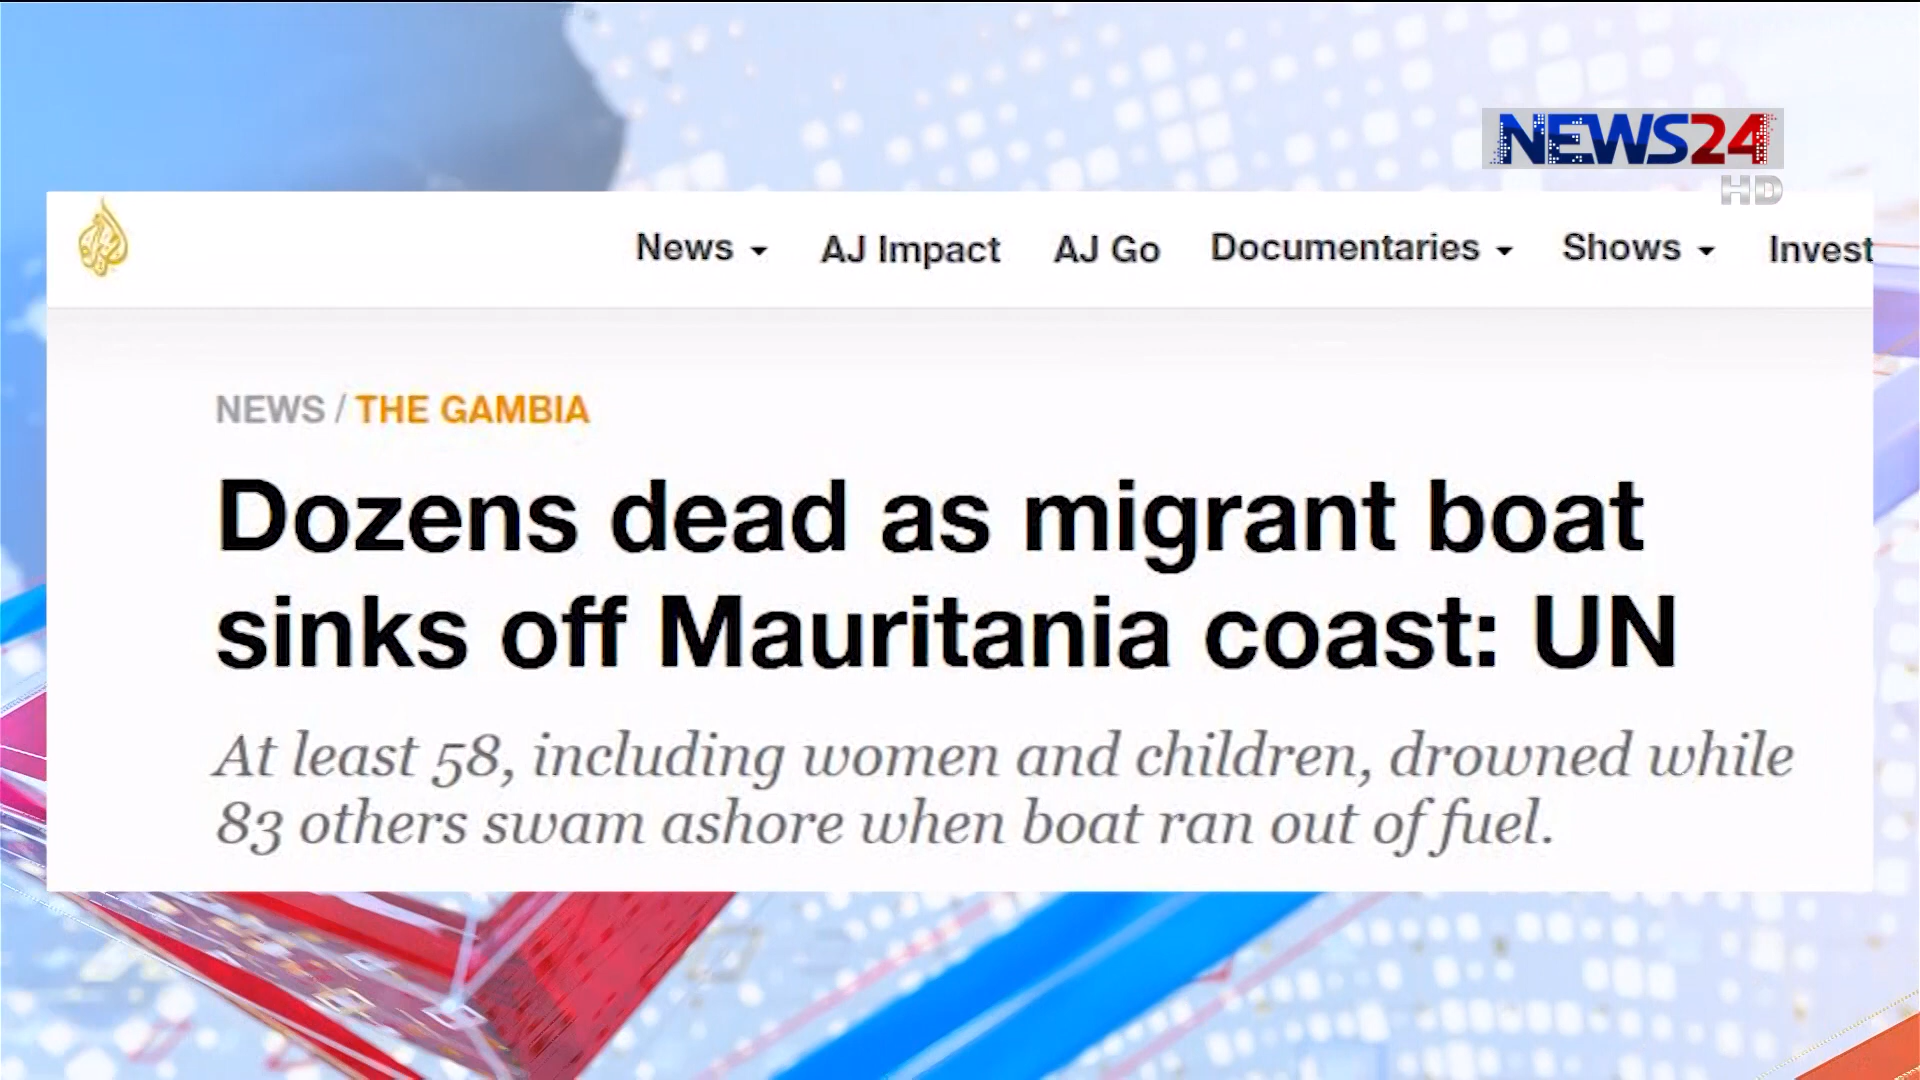 NEWS24
HD
News AJ Impact AJ Go Documentaries Shows Invest
NEWS / THE GAMBIA
Dozens dead as migrant boat
sinks off Mauritania coast: UN
At least 58, including women and children, drowned while
83 others swam ashore when boat ran out of fuel.